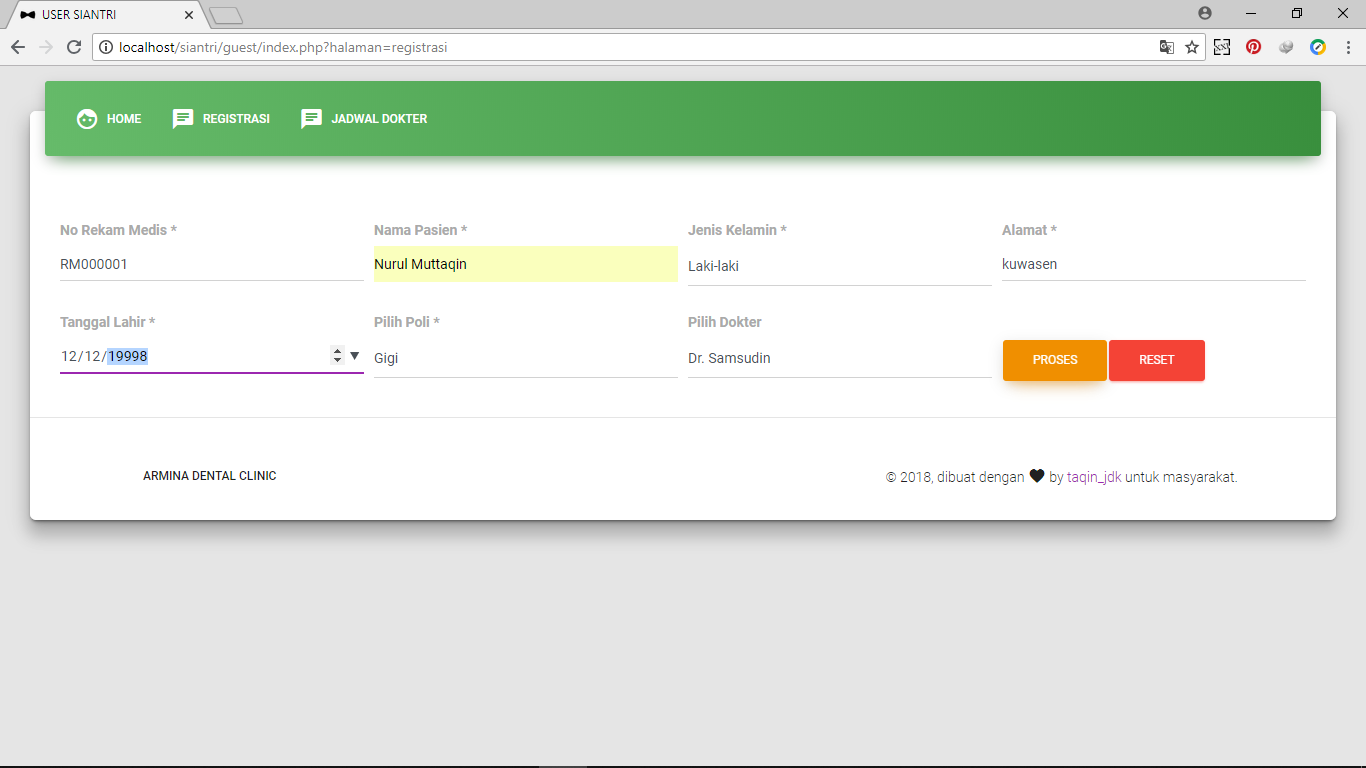 USER SIANTRI
localhost/siantri/guest/index.php?halaman=registrasi
HOME REGISTRASI JADWAL DOKTER
No Rekam Medis * Nama Pasien * Jenis Kelamin * Alamat *
RM000001 Nurul Muttaqin Laki-laki kuwasen
Tanggal Lahir * Pilih Poli * Pilih Dokter
12/12/19998 Gigi Dr. Samsudin PROSES RESET
ARMINA DENTAL CLINIC © 2018, dibuat dengan ♥ by taqin_jdk untuk masyarakat.